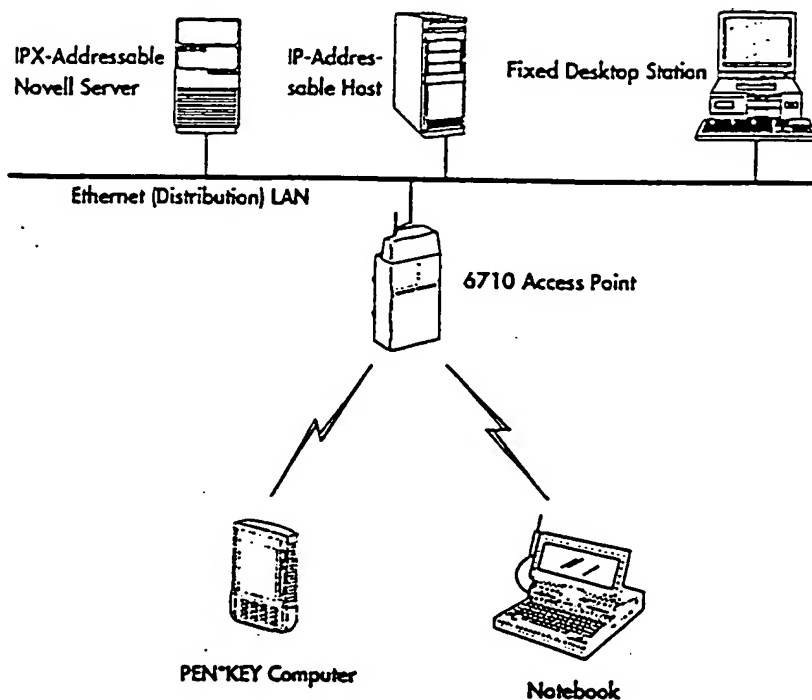 IPX-Addressable
Novell Server
IP-Addres-
sable Host
Fixed Desktop Station
Ethernet (Distribution) LAN
6710 Access Point
PEN*KEY Computer
Notebook